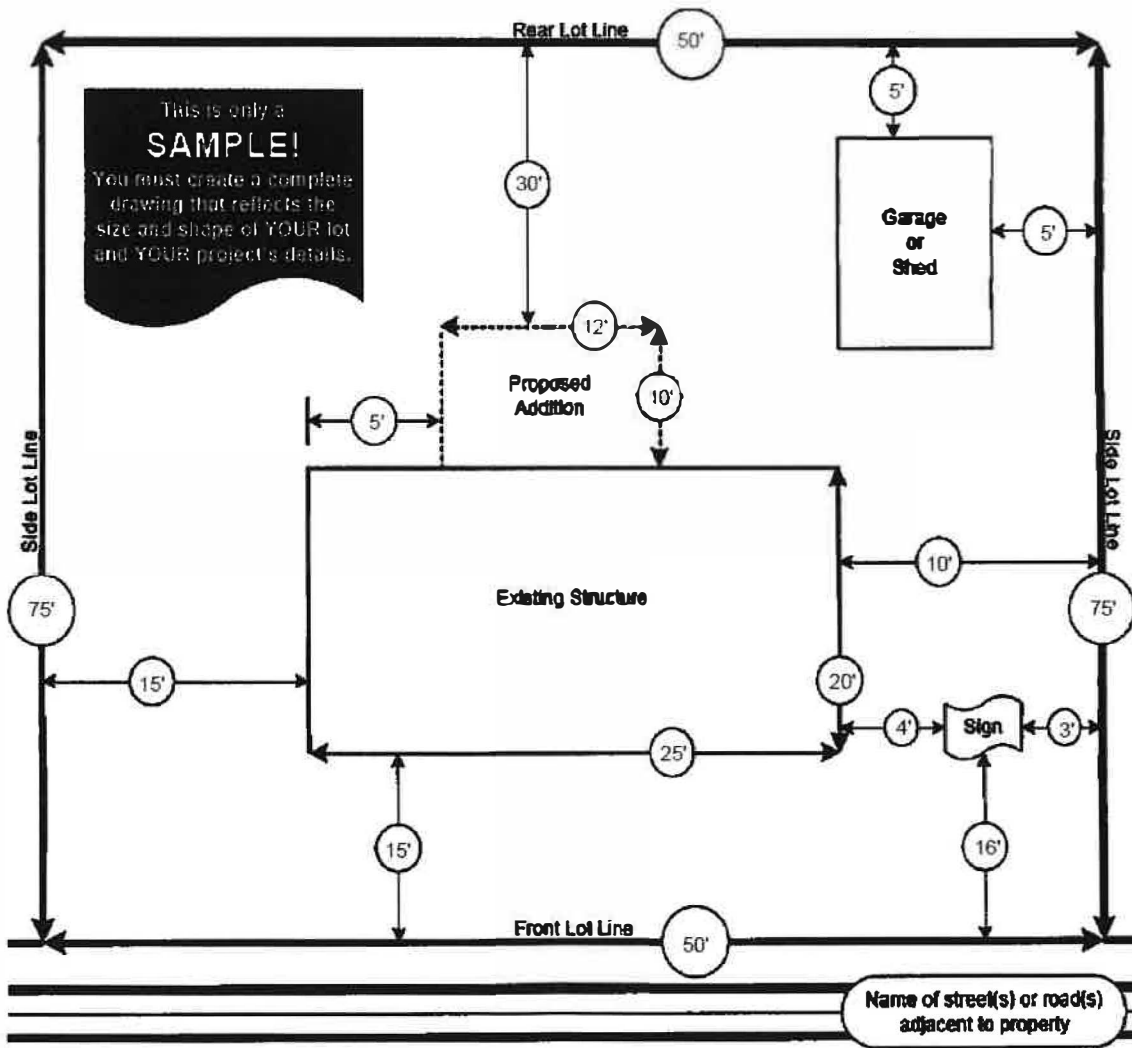 Rear Lot Line
50'
This is only a
SAMPLE!
You must create a complete
drawing that reflects the
size and shape of YOUR lot
and YOUR project's details.
5'
30'
Garage
or
Shed
5'
12'
Proposed
Addition
10'
5'
Side Lot Line
Side Lot Line
10'
Existing Structure
75'
75'
15'
20'
4'
Sign
3'
25'
15'
16'
Front Lot Line
50'
Name of street(s) or road(s)
adjacent to property